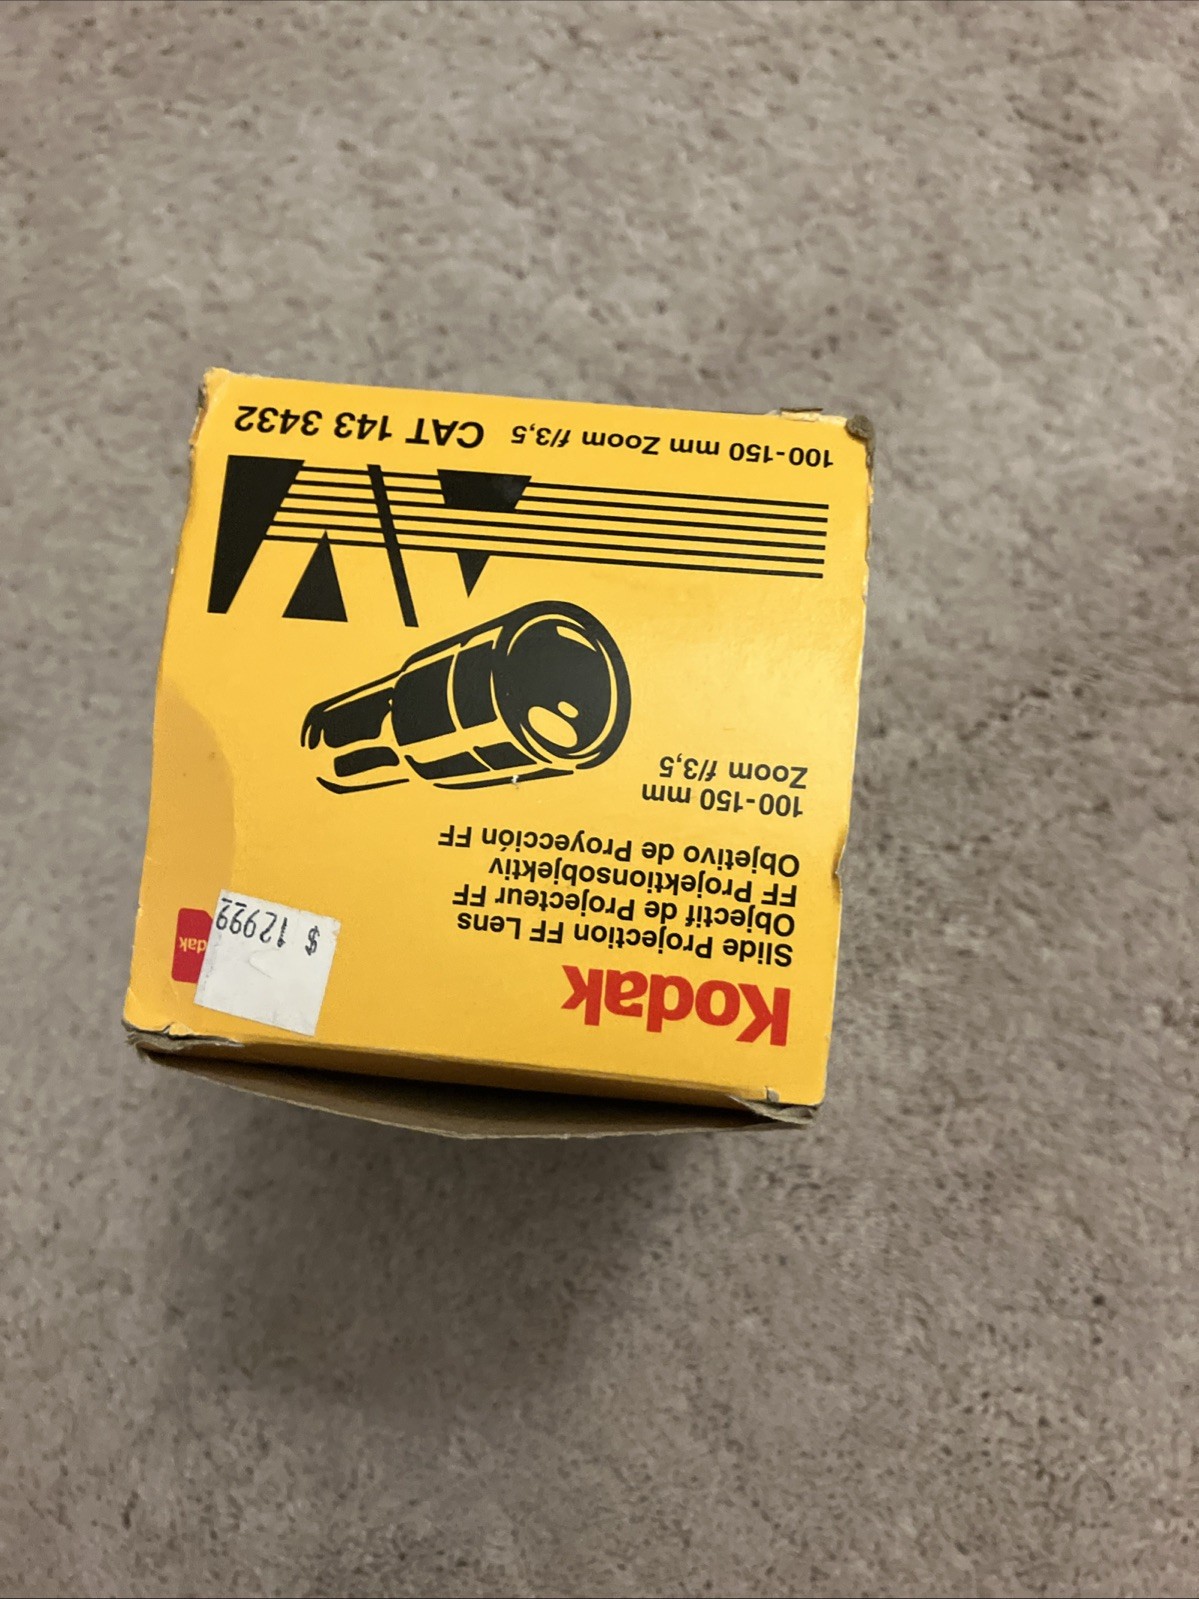 Kodak
Slide Projection FF Lens
Objectif de Projecteur FF
FF Projektionsobjektiv
Objetivo de Proyección FF
100-150 mm
Zoom f/3,5
$ 12999
dak
100-150 mm Zoom f/3,5 CAT 143 3432